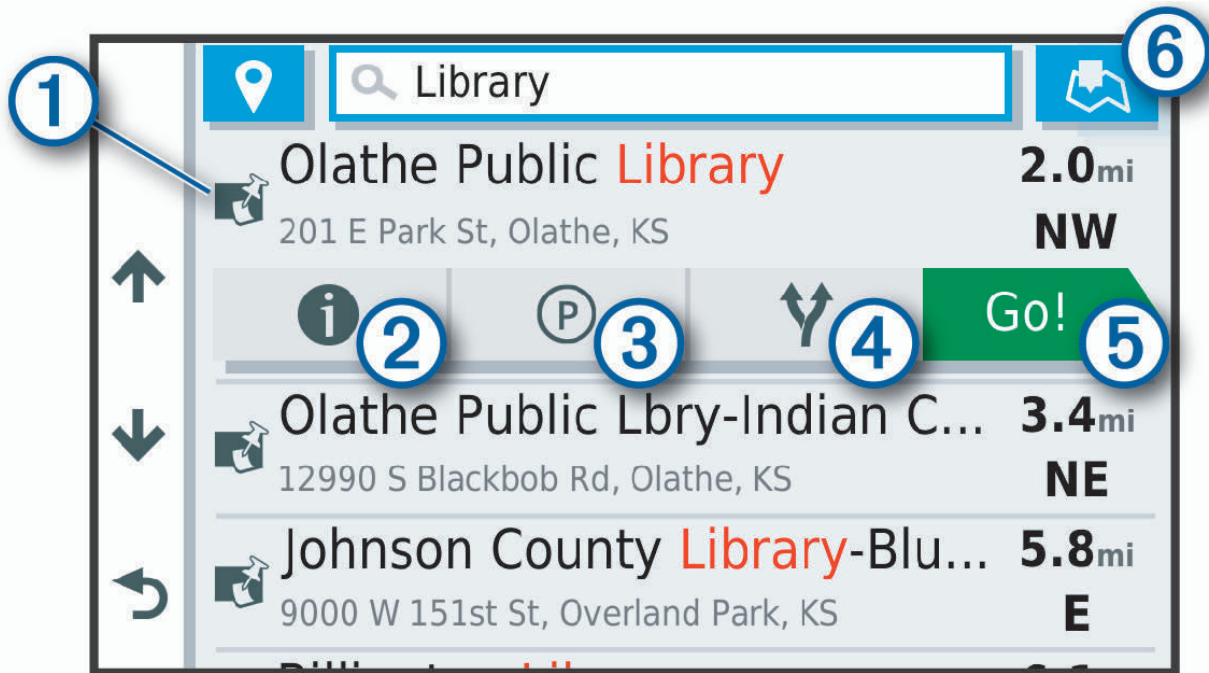 6
1
Library
Olathe Public Library
2.0mi
201 E Park St, Olathe, KS
NW
i
2
P
3
4
Go!
5
Olathe Public Lbry-Indian C...
3.4mi
12990 S Blackbob Rd, Olathe, KS
NE
Johnson County Library-Blu...
5.8mi
9000 W 151st St, Overland Park, KS
E